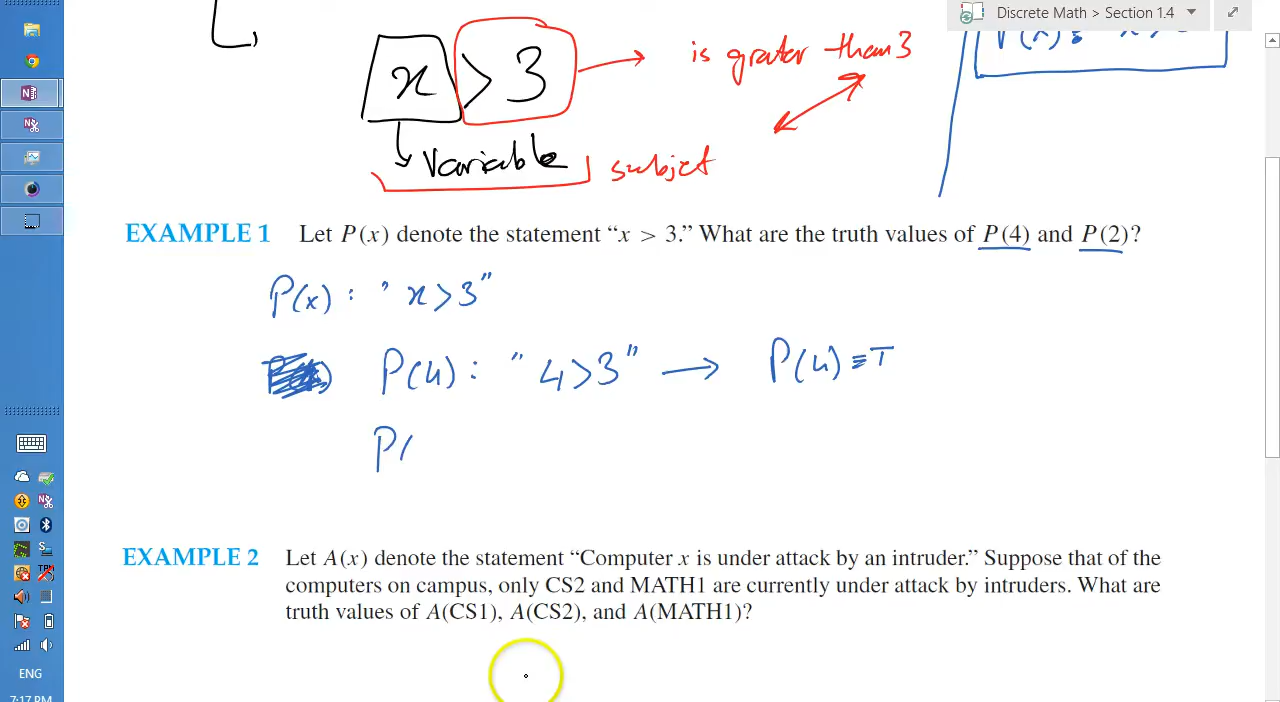 Discrete Math > Section 1.4
x > 3 is grater than 3
variable subjet
EXAMPLE 1 Let P(x) denote the statement “x > 3.” What are the truth values of P(4) and P(2)?
P(x) : " x > 3 "
P(4) : " 4 > 3 " → P(4) ≡ T
P(
EXAMPLE 2 Let A(x) denote the statement “Computer x is under attack by an intruder.” Suppose that of the
computers on campus, only CS2 and MATH1 are currently under attack by intruders. What are
truth values of A(CS1), A(CS2), and A(MATH1)?
ENG
7:17 PM